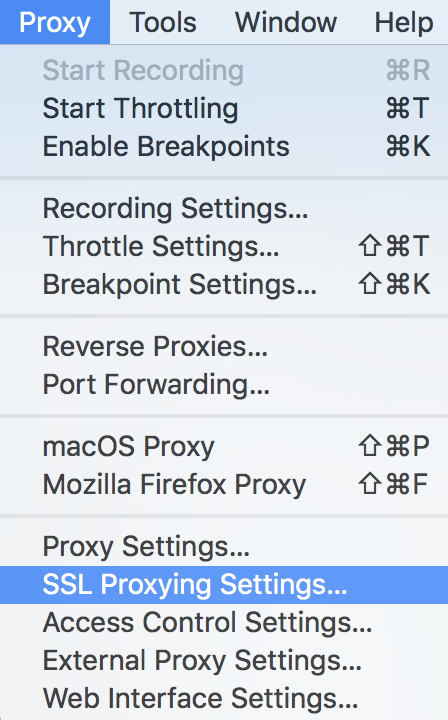 Proxy Tools Window Help
Start Recording ⌘R
Start Throttling ⌘T
Enable Breakpoints ⌘K
Recording Settings...
Throttle Settings... ⇧⌘T
Breakpoint Settings... ⇧⌘K
Reverse Proxies...
Port Forwarding...
macOS Proxy ⇧⌘P
Mozilla Firefox Proxy ⇧⌘F
Proxy Settings...
SSL Proxying Settings...
Access Control Settings...
External Proxy Settings...
Web Interface Settings...